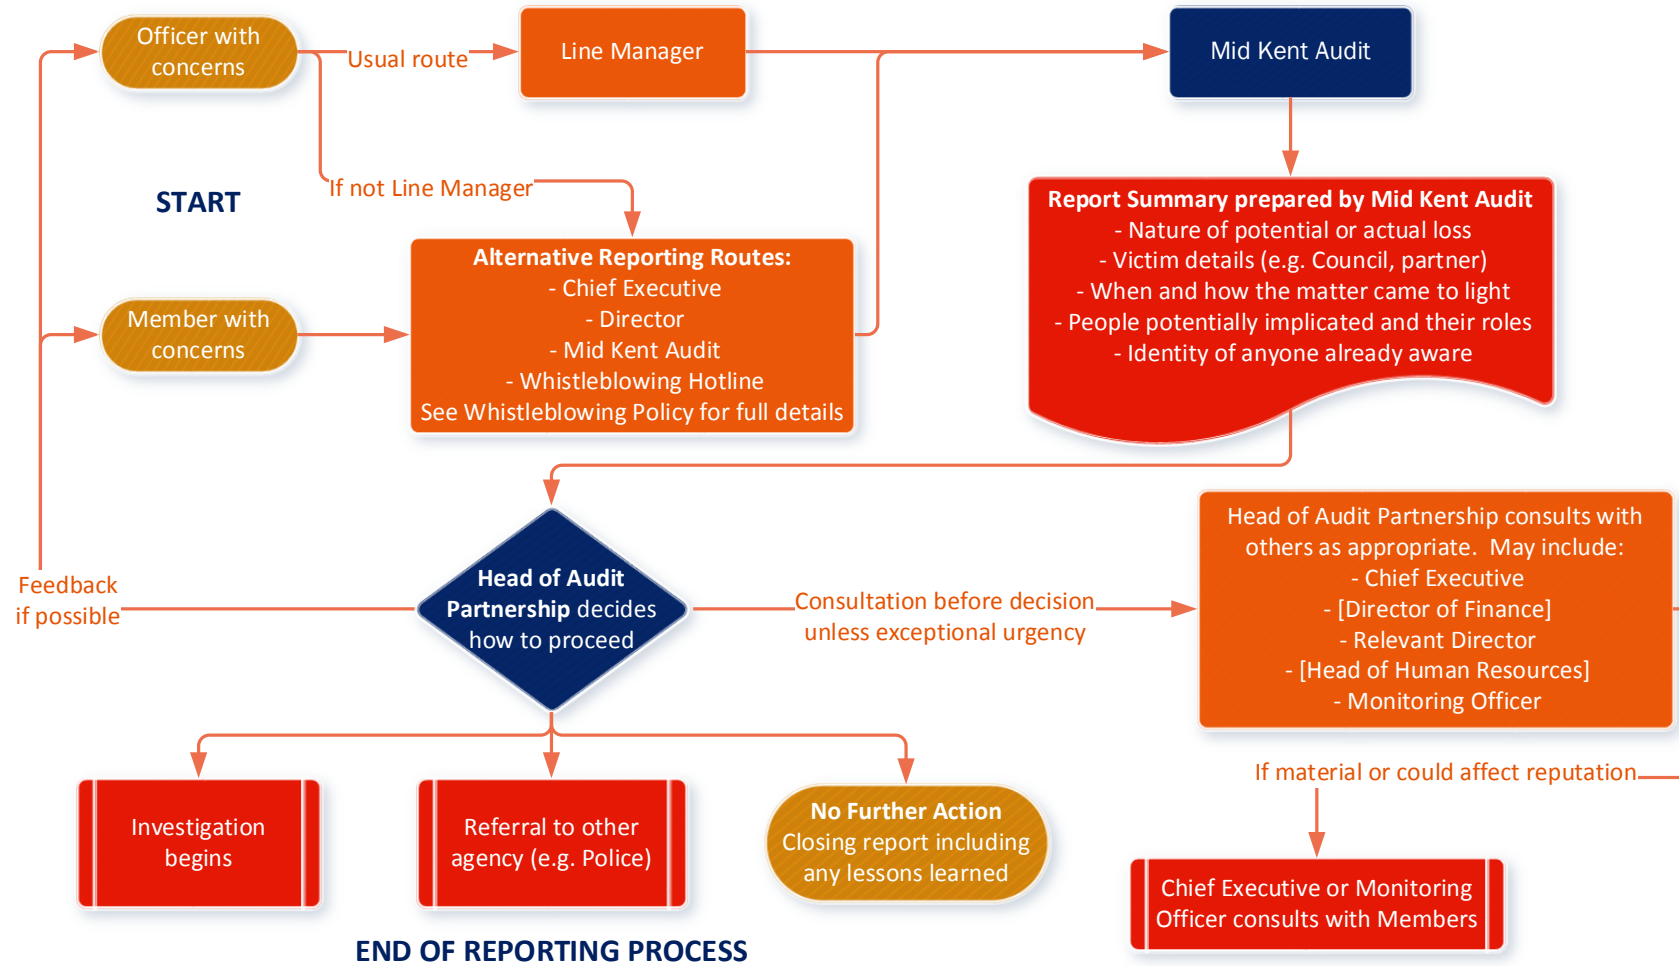 Officer with
concerns
Usual route
Line Manager
Mid Kent Audit
START
If not Line Manager
Member with
concerns
Alternative Reporting Routes:
- Chief Executive
- Director
- Mid Kent Audit
- Whistleblowing Hotline
See Whistleblowing Policy for full details
Report Summary prepared by Mid Kent Audit
- Nature of potential or actual loss
- Victim details (e.g. Council, partner)
- When and how the matter came to light
- People potentially implicated and their roles
- Identity of anyone already aware
Feedback
if possible
Head of Audit
Partnership decides
how to proceed
Consultation before decision
unless exceptional urgency
Head of Audit Partnership consults with
others as appropriate.  May include:
- Chief Executive
- [Director of Finance]
- Relevant Director
- [Head of Human Resources]
- Monitoring Officer
If material or could affect reputation
Investigation
begins
Referral to other
agency (e.g. Police)
No Further Action
Closing report including
any lessons learned
Chief Executive or Monitoring
Officer consults with Members
END OF REPORTING PROCESS